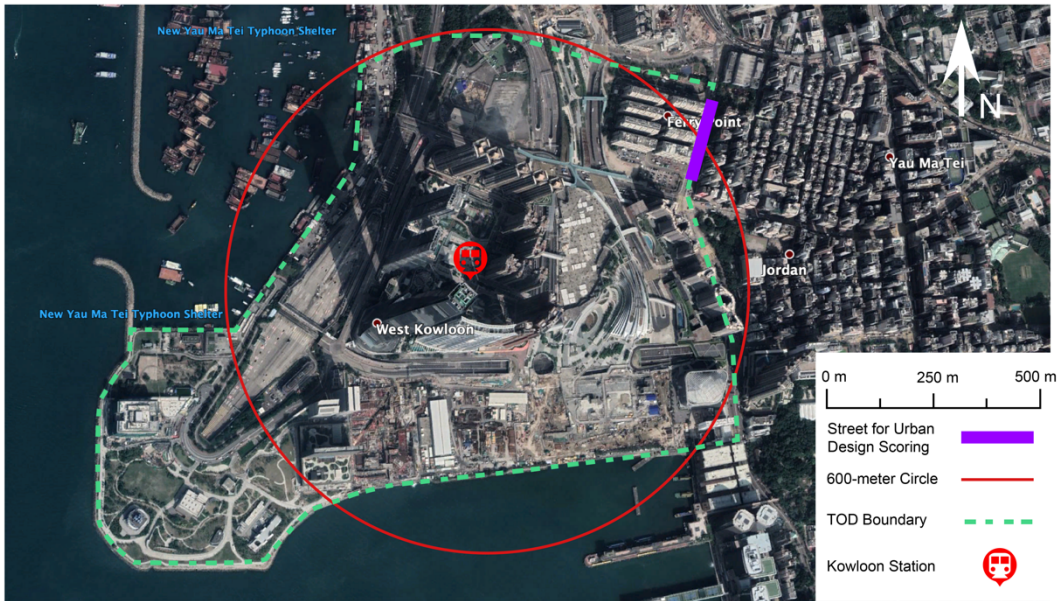 New Yau Ma Tei Typhoon Shelter
N
Ferry Point
Yau Ma Tei
Jordan
New Yau Ma Tei Typhoon Shelter
West Kowloon
0 m 250 m 500 m
Street for Urban
Design Scoring
600-meter Circle
TOD Boundary
Kowloon Station